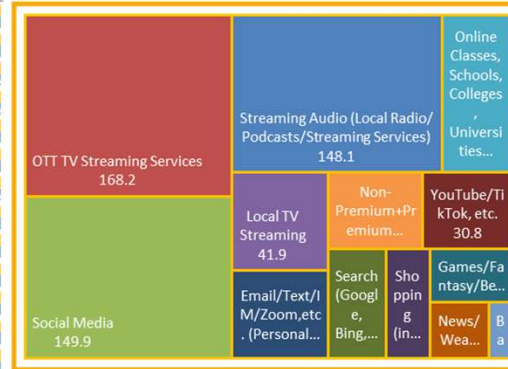 OTT TV Streaming Services
168.2
Social Media
149.9
Streaming Audio (Local Radio/
Podcasts/Streaming Services)
148.1
Online
Classes,
Schools,
Colleges
,
Universi
ties...
Local TV
Streaming
41.9
Non-
Premium+Pr
emium...
YouTube/Ti
kTok, etc.
30.8
Email/Text/I
M/Zoom,etc
. (Personal...
Search
(Googl
e,
Bing,...
Sho
ppin
g
(in...
Games/Fa
ntasy/Be...
News/
Wea...
B
a